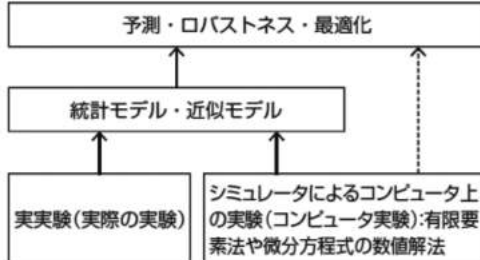 予測・ロバストネス・最適化
統計モデル・近似モデル
実実験(実際の実験)
シミュレータによるコンピュータ上
の実験(コンピュータ実験):有限要
素法や微分方程式の数値解法